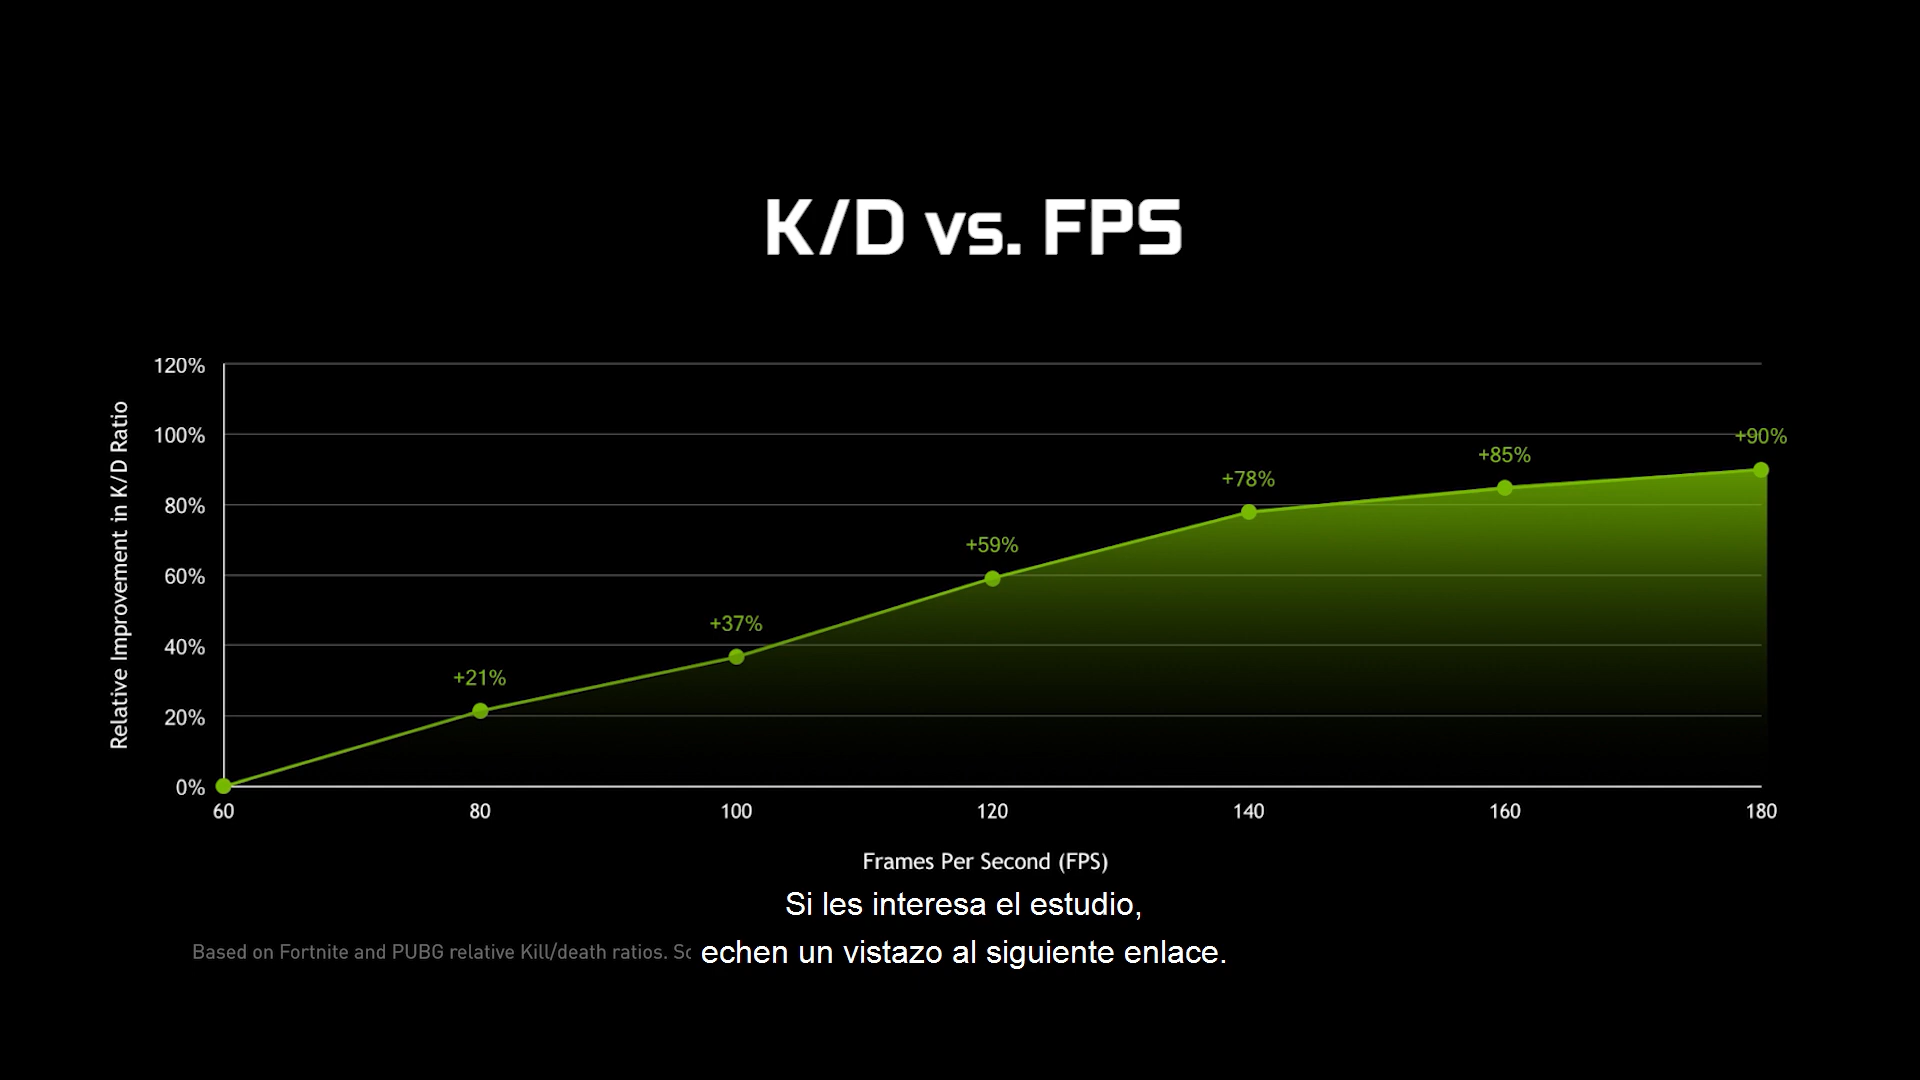 K/D vs. FPS
Relative Improvement in K/D Ratio
120%
100%
80%
60%
40%
20%
0%
+21%
+37%
+59%
+78%
+85%
+90%
60 80 100 120 140 160 180
Frames Per Second (FPS)
Si les interesa el estudio,
Based on Fortnite and PUBG relative Kill/death ratios.
echen un vistazo al siguiente enlace.